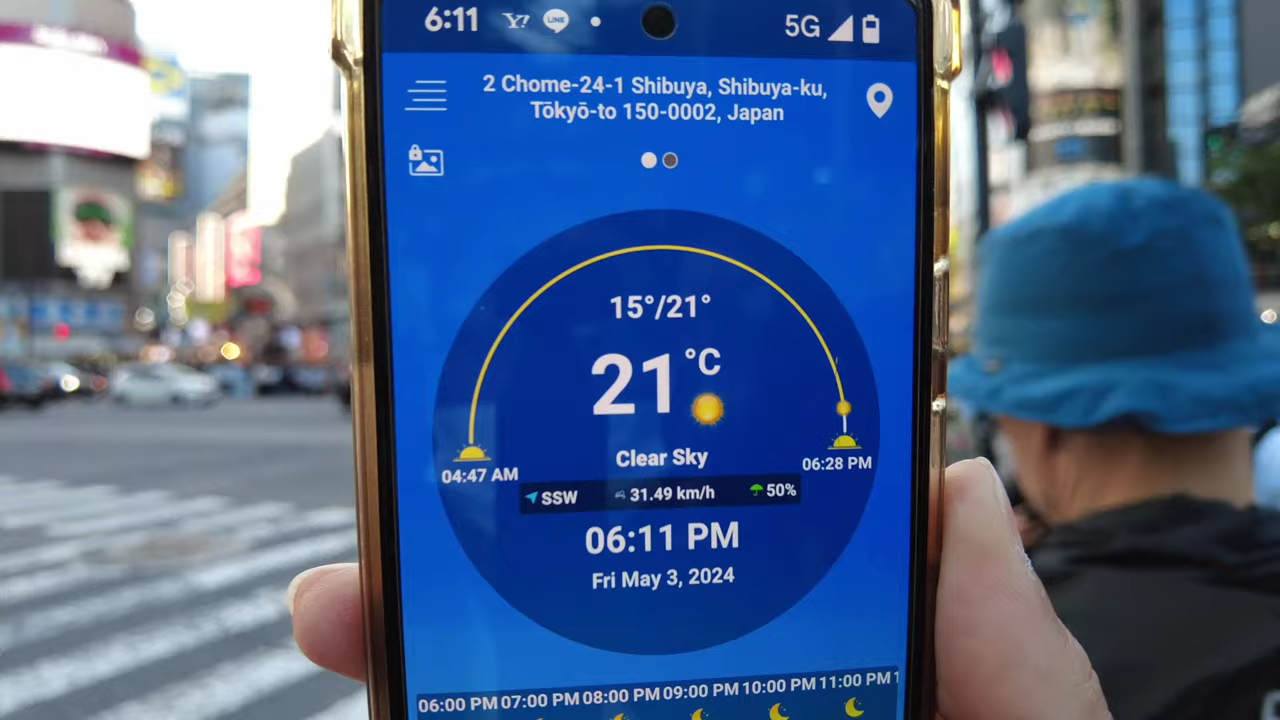 6:11 Y! LINE 5G
2 Chome-24-1 Shibuya, Shibuya-ku,
Tōkyō-to 150-0002, Japan
15°/21°
21 °C
Clear Sky
04:47 AM
06:28 PM
SSW 31.49 km/h 50%
06:11 PM
Fri May 3, 2024
06:00 PM 07:00 PM 08:00 PM 09:00 PM 10:00 PM 11:00 PM 1